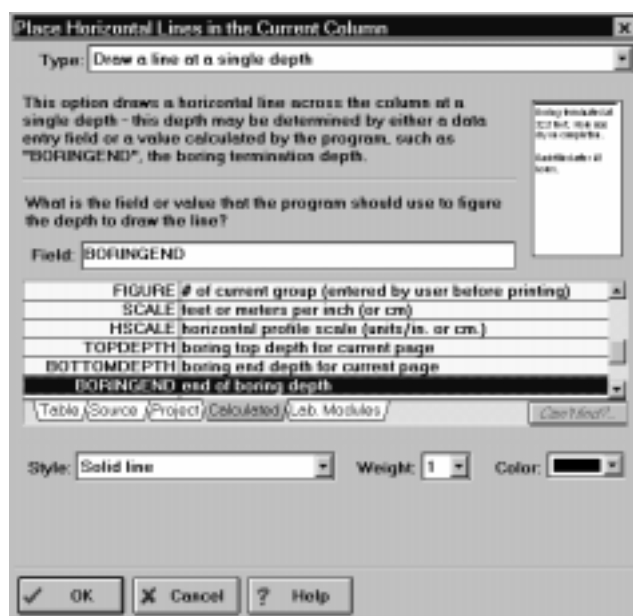 Place Horizontal Lines in the Current Column
Type: Draw a line at a single depth
This option draws a horizontal line across the column at a
single depth - this depth may be determined by either a data
entry field or a value calculated by the program, such as
"BORINGEND", the boring termination depth.
What is the field or value that the program should use to figure
the depth to draw the line?
Field: BORINGEND
FIGURE # of current group (entered by user before printing)
SCALE feet or meters per inch (or cm)
HSCALE horizontal profile scale (units/in. or cm.)
TOPDEPTH boring top depth for current page
BOTTOMDEPTH boring end depth for current page
BORINGEND end of boring depth
Table Source Project Calculated Lab. Modules
Can't find?..
Style: Solid line Weight: 1 Color:
OK Cancel ? Help